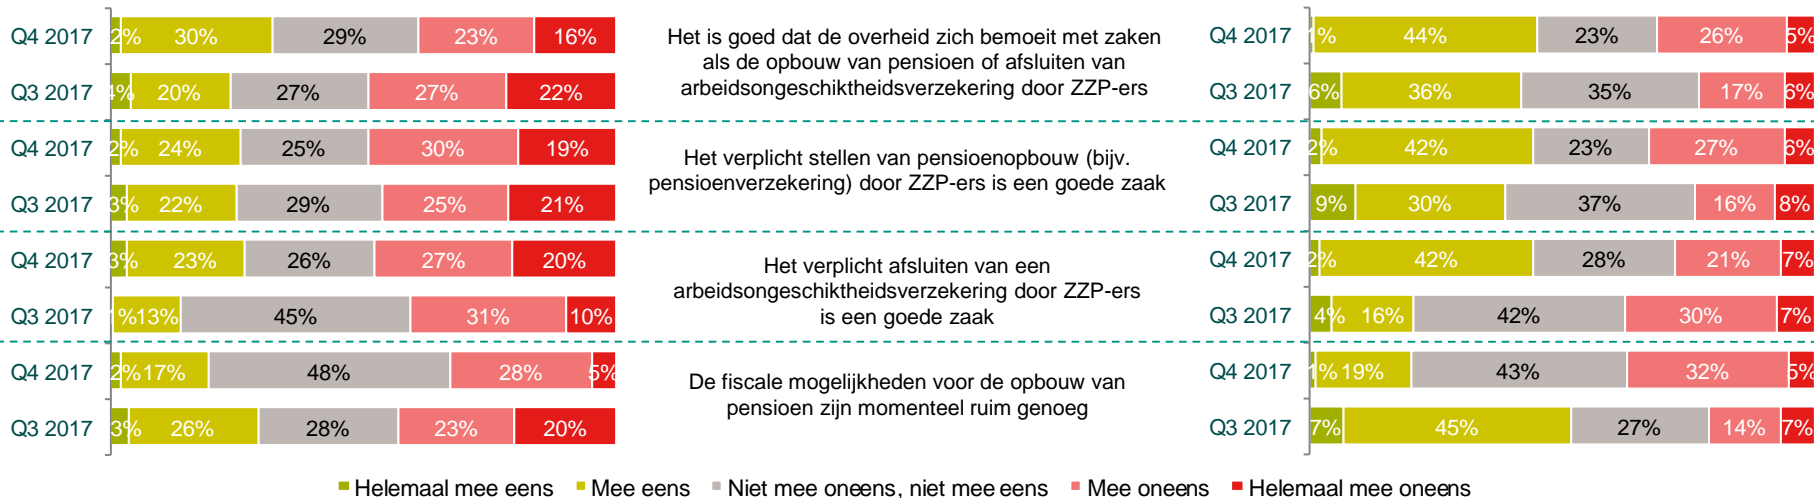 Q4 2017 2% 30% 29% 23% 16%
Q3 2017 4% 20% 27% 27% 22%
Het is goed dat de overheid zich bemoeit met zaken
als de opbouw van pensioen of afsluiten van
arbeidsongeschiktheidsverzekering door ZZP-ers
Q4 2017 1% 44% 23% 26% 5%
Q3 2017 6% 36% 35% 17% 6%
Q4 2017 2% 24% 25% 30% 19%
Q3 2017 3% 22% 29% 25% 21%
Het verplicht stellen van pensioenopbouw (bijv.
pensioenverzekering) door ZZP-ers is een goede zaak
Q4 2017 2% 42% 23% 27% 6%
Q3 2017 9% 30% 37% 16% 8%
Q4 2017 3% 23% 26% 27% 20%
Q3 2017 1% 13% 45% 31% 10%
Het verplicht afsluiten van een
arbeidsongeschiktheidsverzekering door ZZP-ers
is een goede zaak
Q4 2017 2% 42% 28% 21% 7%
Q3 2017 4% 16% 42% 30% 7%
Q4 2017 2% 17% 48% 28% 5%
Q3 2017 3% 26% 28% 23% 20%
De fiscale mogelijkheden voor de opbouw van
pensioen zijn momenteel ruim genoeg
Q4 2017 1% 19% 43% 32% 5%
Q3 2017 7% 45% 27% 14% 7%
Helemaal mee eens Mee eens Niet mee oneens, niet mee eens Mee oneens Helemaal mee oneens